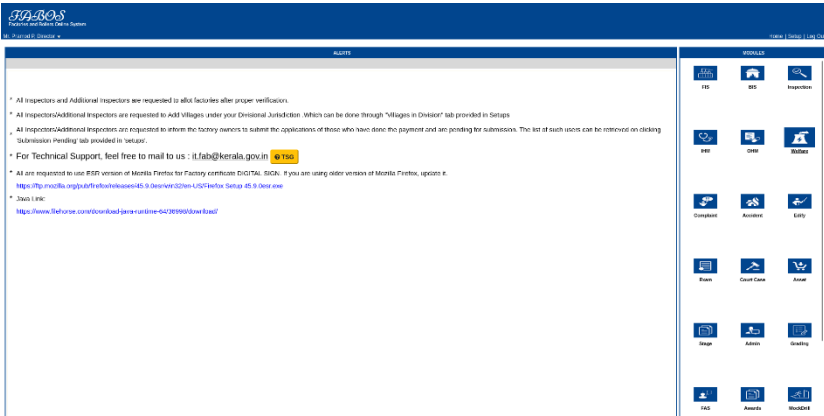 FABOS
Factories and Boilers Online System
Mr. Pramod P, Director
Home | Setup | Log Ou
ALERTS
All Inspectors and Additional Inspectors are requested to allot factories after proper verification.
All Inspectors/Additional Inspectors are requested to Add Villages under your Divisional Jurisdiction .Which can be done through "Villages in Division" tab provided in Setups
All Inspectors/Additional Inspectors are requested to inform the factory owners to submit the applications of those who have done the payment and are pending for submission. The list of such users can be retrieved on clicking
'Submission Pending' tab provided in 'setups'.
For Technical Support, feel free to mail to us : it.fab@kerala.gov.in TSG
All are requested to use ESR version of Mozilla Firefox for Factory certificate DIGITAL SIGN. If you are using older version of Mozilla Firefox, update it.
https://ftp.mozilla.org/pub/firefox/releases/45.9.0esr/win32/en-US/Firefox Setup 45.9.0esr.exe
Java Link:
https://www.filehorse.com/download-java-runtime-64/36998/download/
MODULES
FIS BIS Inspection
IHR OHM Welfare
Complaint Accident Edify
Exam Court Case Asset
Stage Admin Grading
FAS Awards MockDrill